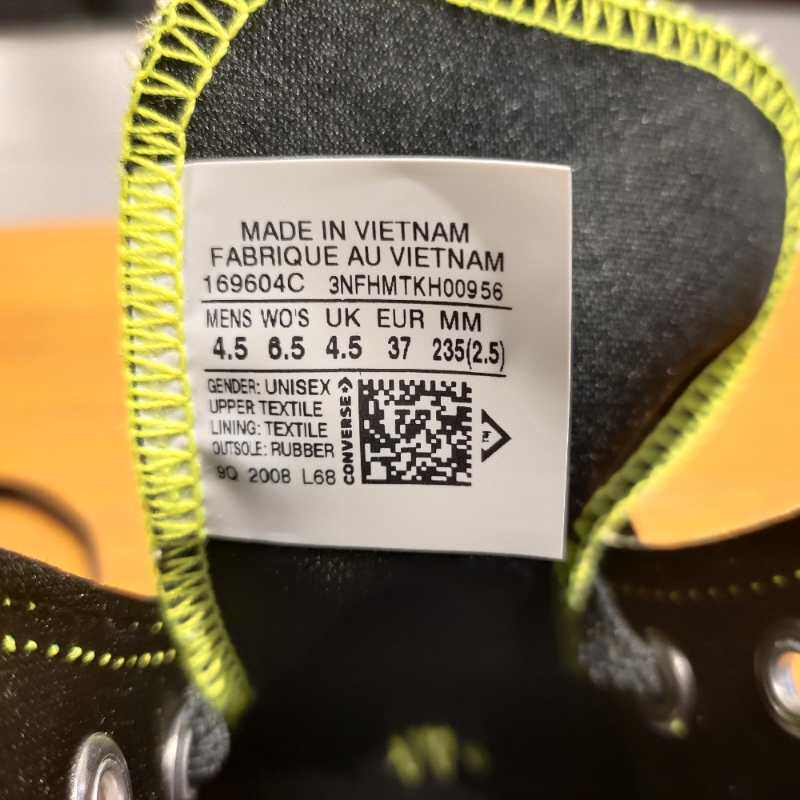 MADE IN VIETNAM
FABRIQUE AU VIETNAM
169604C 3NFHMTKH00956
MENS WO'S UK EUR MM
4.5 6.5 4.5 37 235(2.5)
GENDER: UNISEX
UPPER TEXTILE
LINING: TEXTILE
OUTSOLE: RUBBER
9Q 2008 L68
CONVERSE